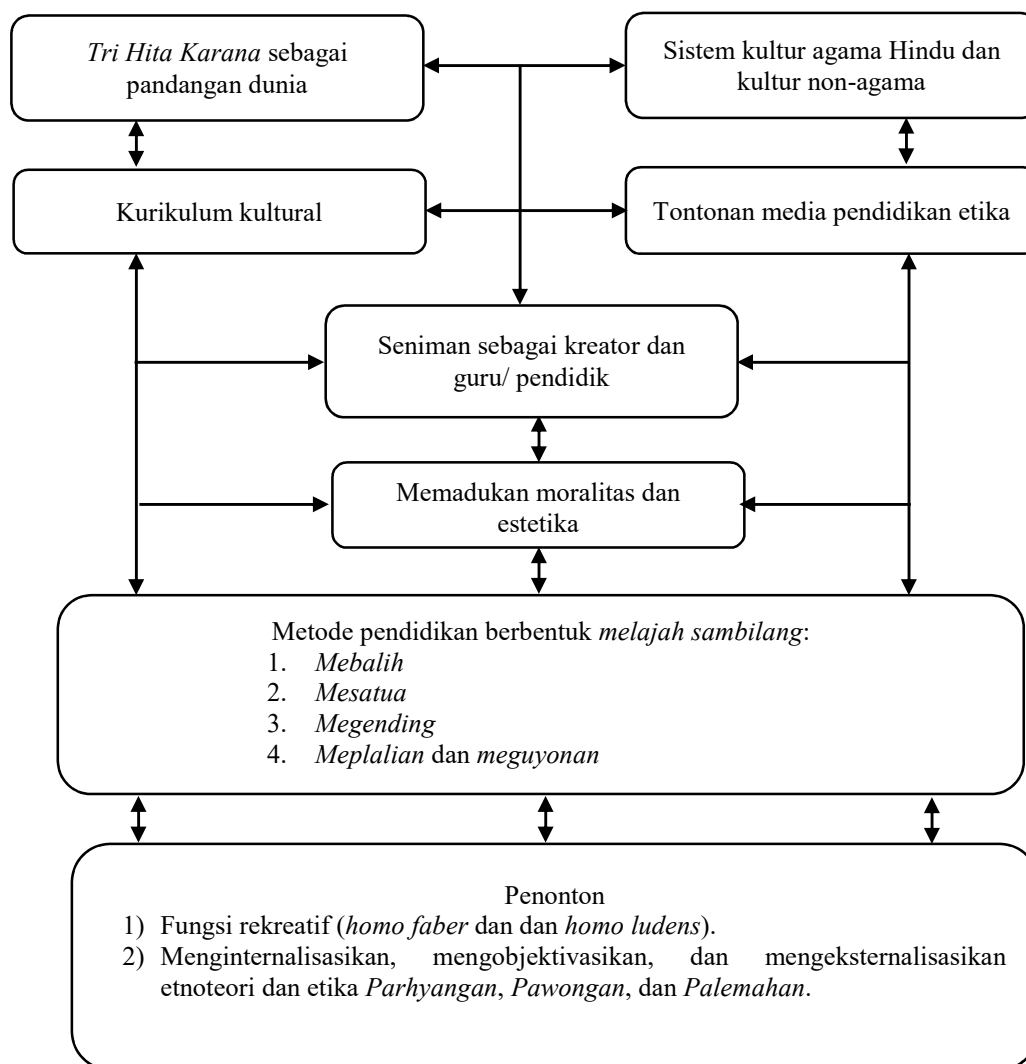 Tri Hita Karana sebagai
pandangan dunia
Sistem kultur agama Hindu dan
kultur non-agama
Kurikulum kultural
Tontonan media pendidikan etika
Seniman sebagai kreator dan
guru/ pendidik
Memadukan moralitas dan
estetika
Metode pendidikan berbentuk melajah sambilang:
1. Mebalih
2. Mesatua
3. Megending
4. Meplalian dan meguyonan
Penonton
1) Fungsi rekreatif (homo faber dan dan homo ludens).
2) Menginternalisasikan, mengobjektivasikan, dan mengeksternalisasikan
etnoteori dan etika Parhyangan, Pawongan, dan Palemahan.